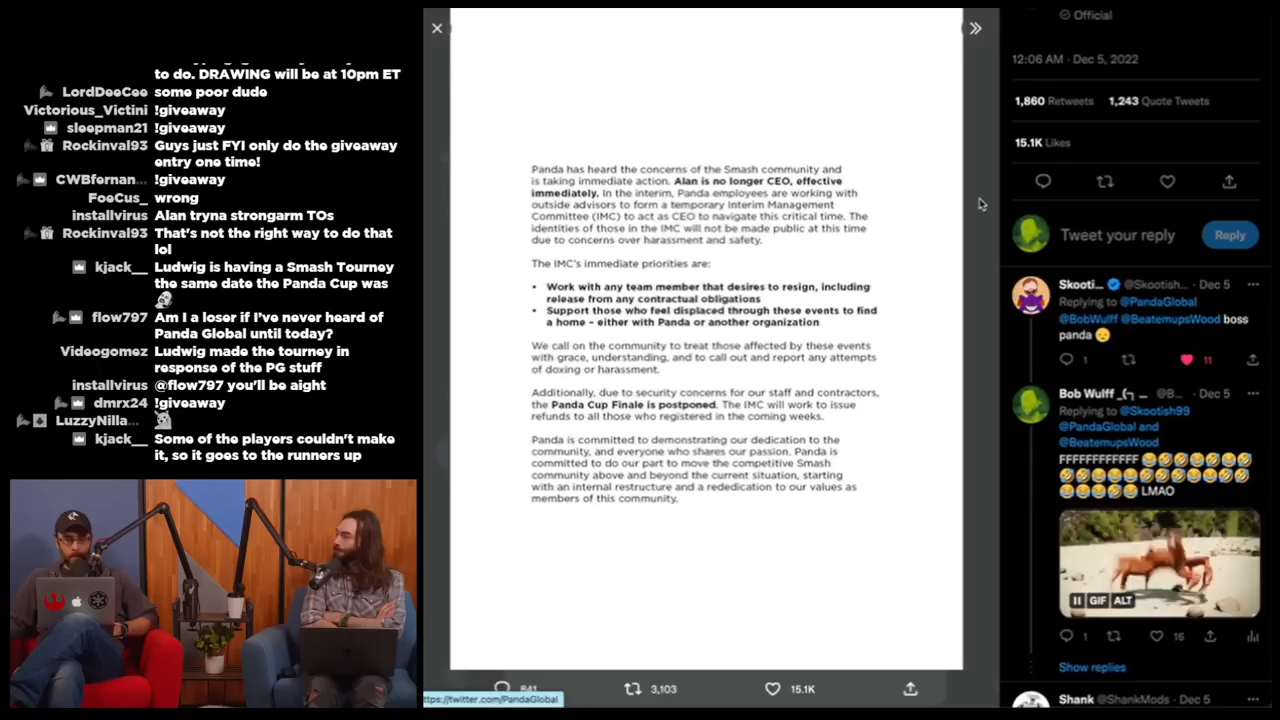 to do. DRAWING will be at 10pm ET
LordDeeCee some poor dude
Victorious_Victini !giveaway
sleepman21 !giveaway
Rockinval93 Guys just FYI only do the giveaway
entry one time!
CWBfernan... !giveaway
FoeCus_ wrong
installvirus Alan tryna strongarm TOs
Rockinval93 That's not the right way to do that
lol
kjack__ Ludwig is having a Smash Tourney
the same date the Panda Cup was
flow797 Am I a loser if I've never heard of
Panda Global until today?
Videogomez Ludwig made the tourney in
response of the PG stuff
installvirus @flow797 you'll be aight
dmrx24 !giveaway
LuzzyNilla...
kjack__ Some of the players couldn't make
it, so it goes to the runners up
Panda has heard the concerns of the Smash community and
is taking immediate action. Alan is no longer CEO, effective
immediately. In the interim, Panda employees are working with
outside advisors to form a temporary Interim Management
Committee (IMC) to act as CEO to navigate this critical time. The
identities of those in the IMC will not be made public at this time
due to concerns over harassment and safety.
The IMC's immediate priorities are:
• Work with any team member that desires to resign, including
release from any contractual obligations
• Support those who feel displaced through these events to find
a home – either with Panda or another organization
We call on the community to treat those affected by these events
with grace, understanding, and to call out and report any attempts
of doxing or harassment.
Additionally, due to security concerns for our staff and contractors,
the Panda Cup Finale is postponed. The IMC will work to issue
refunds to all those who registered in the coming weeks.
Panda is committed to demonstrating our dedication to the
community, and everyone who shares our passion. Panda is
committed to do our part to move the competitive Smash
community above and beyond the current situation, starting
with an internal restructure and a rededication to our values as
members of this community.
841 3,103 15.1K
ttps://twitter.com/PandaGlobal
Official
12:06 AM · Dec 5, 2022
1,860 Retweets 1,243 Quote Tweets
15.1K Likes
Tweet your reply Reply
Skooti... @Skootish... · Dec 5
Replying to @PandaGlobal
@BobWulff @BeatemupsWood boss
panda
1 11
Bob Wulff _(┐... @B... · Dec 5
Replying to @Skootish99
@PandaGlobal and
@BeatemupsWood
FFFFFFFFFFFF 😂🤣😂🤣😂🤣😂🤣
LMAO
GIF ALT
1 16
Show replies
Shank @ShankMods · Dec 5